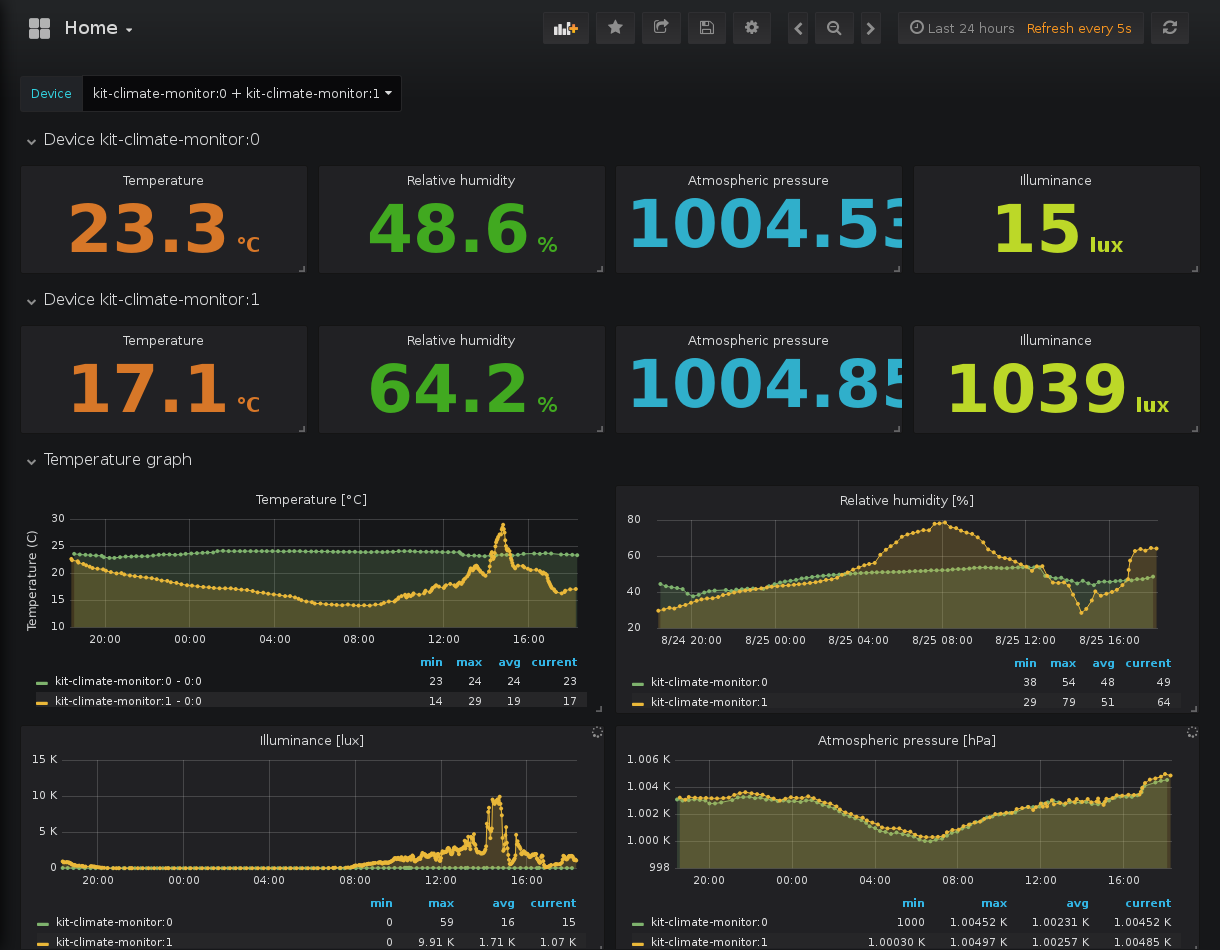 Home
Last 24 hours Refresh every 5s
Device kit-climate-monitor:0 + kit-climate-monitor:1
Device kit-climate-monitor:0
Temperature Relative humidity Atmospheric pressure Illuminance
23.3 °C 48.6 % 1004.53 15 lux
Device kit-climate-monitor:1
Temperature Relative humidity Atmospheric pressure Illuminance
17.1 °C 64.2 % 1004.85 1039 lux
Temperature graph
Temperature [°C]
Temperature (C)
30
25
20
15
10
20:00 00:00 04:00 08:00 12:00 16:00
min max avg current
kit-climate-monitor:0 - 0:0 23 24 24 23
kit-climate-monitor:1 - 0:0 14 29 19 17
Relative humidity [%]
80
60
40
20
8/24 20:00 8/25 00:00 8/25 04:00 8/25 08:00 8/25 12:00 8/25 16:00
min max avg current
kit-climate-monitor:0 38 54 48 49
kit-climate-monitor:1 29 79 51 64
Illuminance [lux]
15 K
10 K
5 K
0
20:00 00:00 04:00 08:00 12:00 16:00
min max avg current
kit-climate-monitor:0 0 59 16 15
kit-climate-monitor:1 0 9.91 K 1.71 K 1.07 K
Atmospheric pressure [hPa]
1.006 K
1.004 K
1.002 K
1.000 K
998
20:00 00:00 04:00 08:00 12:00 16:00
min max avg current
kit-climate-monitor:0 1000 1.00452 K 1.00231 K 1.00452 K
kit-climate-monitor:1 1.00030 K 1.00497 K 1.00257 K 1.00485 K